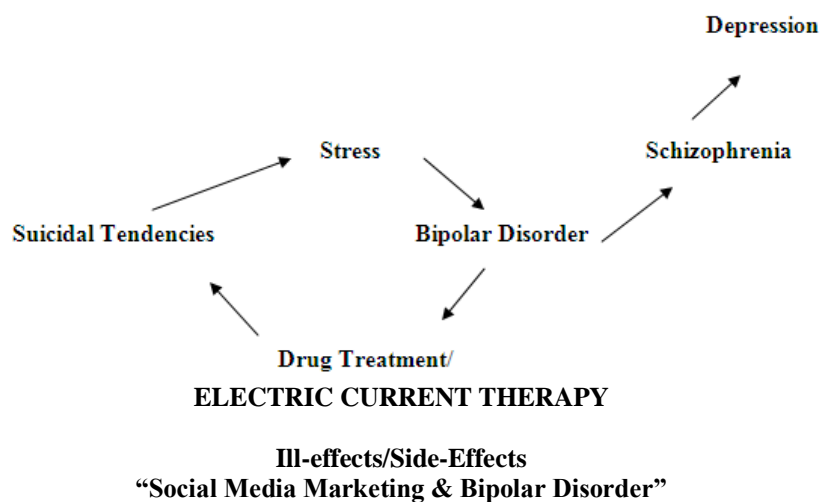 Depression
Stress
Schizophrenia
Suicidal Tendencies
Bipolar Disorder
Drug Treatment/
ELECTRIC CURRENT THERAPY
Ill-effects/Side-Effects
“Social Media Marketing & Bipolar Disorder”